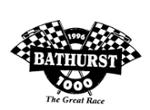 1996
BATHURST
1000
The Great Race